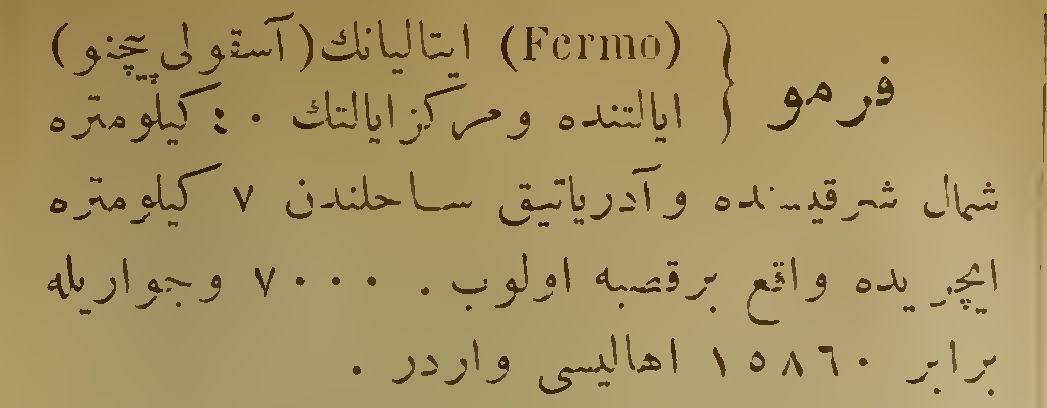 فرمو } (Fermo) ایتالیانك (آسقولی پیچنو)
ایالتنده ومركز ایالتك ٤٠ كیلومتره
شمال شرقیسنده وآدریاتیق ساحلندن ٧ كیلومتره
ایچریده واقع برقصبه اولوب . ٧٠٠٠ وجواریله
برابر ١٥٨٦٠ اهالیسی واردر .